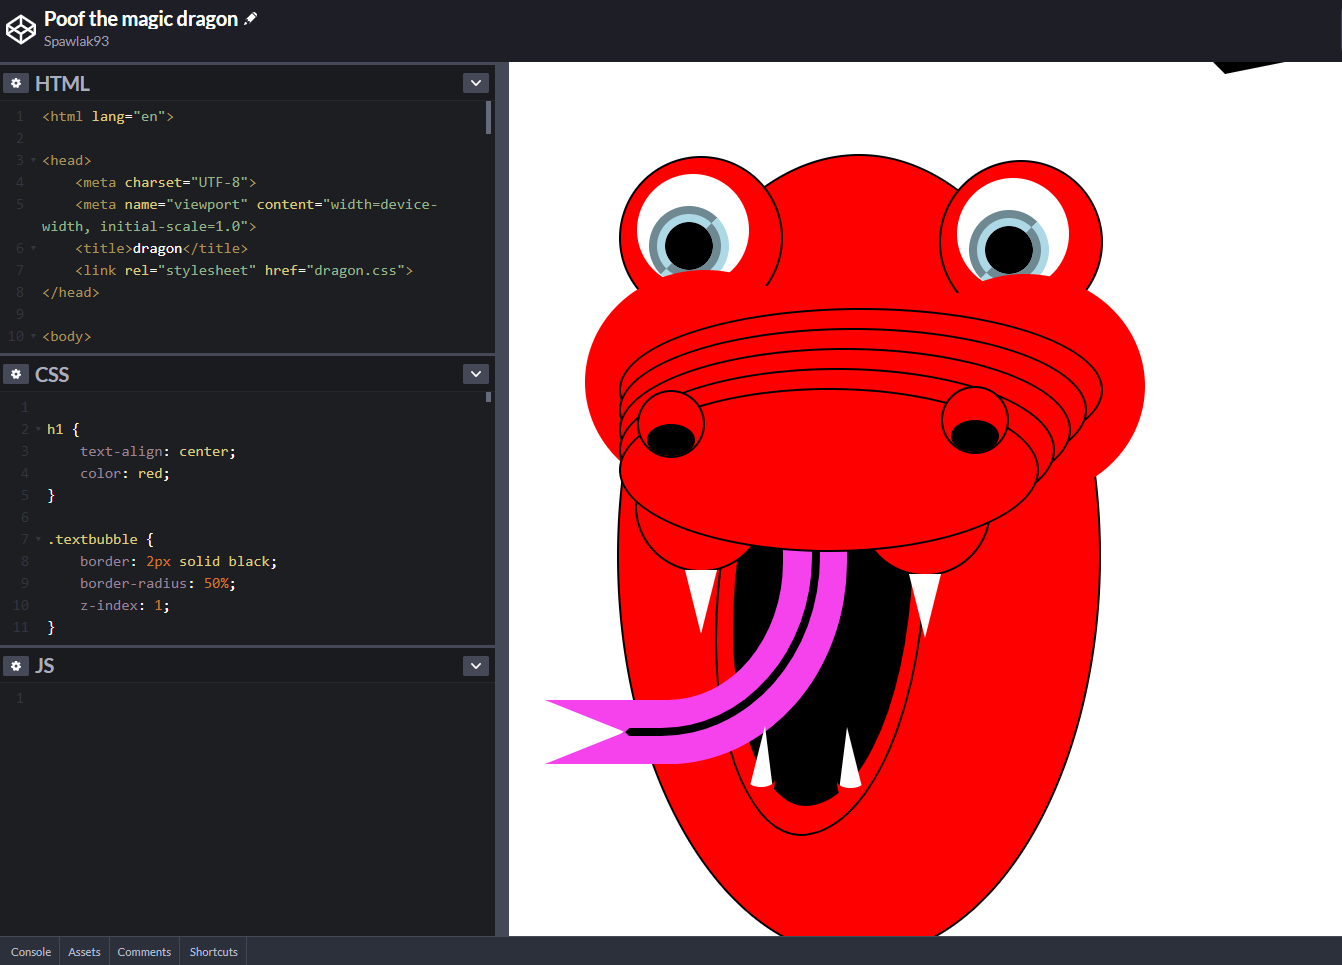 Poof the magic dragon
Spawlak93
HTML
1 <html lang="en">
2
3 <head>
4 <meta charset="UTF-8">
5 <meta name="viewport" content="width=device-
width, initial-scale=1.0">
6 <title>dragon</title>
7 <link rel="stylesheet" href="dragon.css">
8 </head>
9
10 <body>
CSS
1
2 h1 {
3 text-align: center;
4 color: red;
5 }
6
7 .textbubble {
8 border: 2px solid black;
9 border-radius: 50%;
10 z-index: 1;
11 }
JS
1
Console Assets Comments Shortcuts